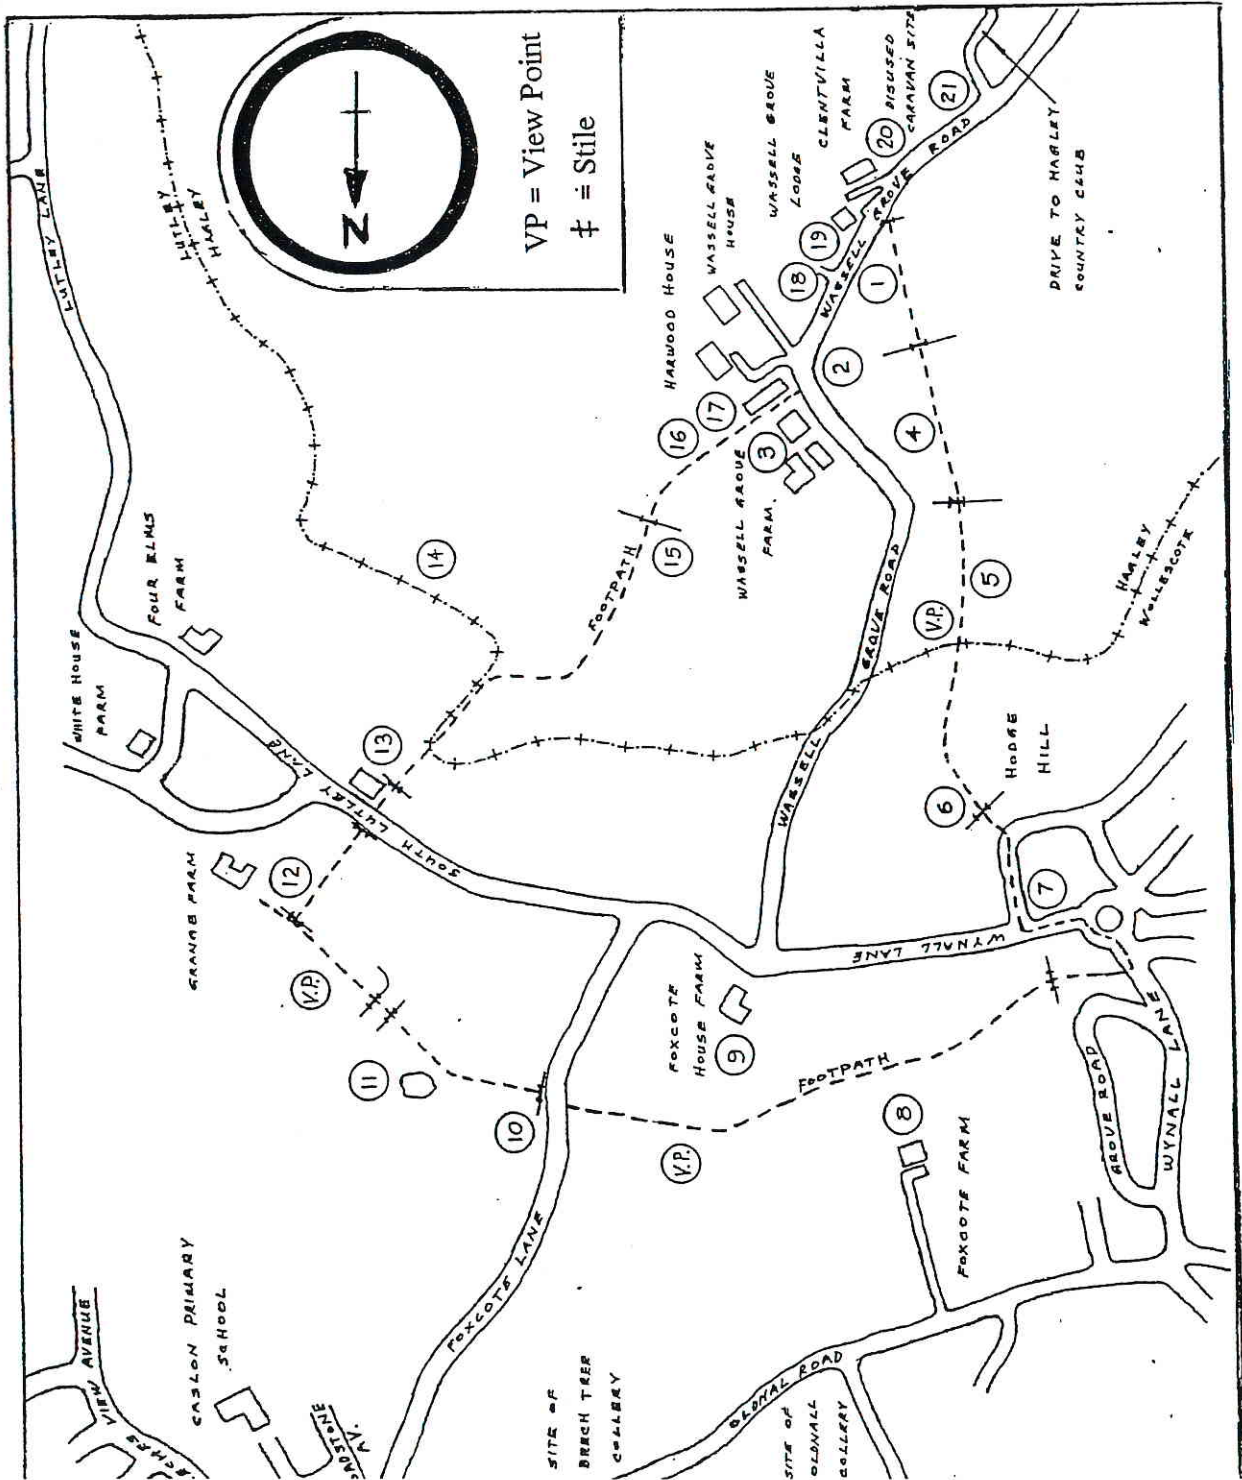 LUTLEY LANE
LUTLEY
HAGLEY
N
VP = View Point
‡ = Stile
WASSELL GROVE
HOUSE
WASSELL GROVE
LODGE
CLENTVILLA
FARM
DISUSED
CARAVAN SITE
20
21
19
18
WASSELL GROVE ROAD
1
2
HARWOOD HOUSE
16
17
3
WASSELL GROVE
FARM.
4
5
DRIVE TO HAGLEY
COUNTRY CLUB
FOUR ELMS
FARM
WHITE HOUSE
FARM
14
FOOTPATH
15
WASSELL GROVE ROAD
V.P.
HAGLEY
WOLLESCOTE
HODGE
HILL
6
7
13
SOUTH LUTLEY LANE
GRANGE FARM
12
V.P.
11
10
FOXCOTE
HOUSE FARM
9
WYNALL LANE
FOOTPATH
V.P.
8
FOXCOTE FARM
GROVE ROAD
WYNALL LANE
FOXCOTE LANE
CASLON PRIMARY
SCHOOL
VIEW AVENUE
AV.
SITE OF
BEECH TREE
COLLERY
OLDNAL ROAD
SITE OF
OLDNALL
COLLERY